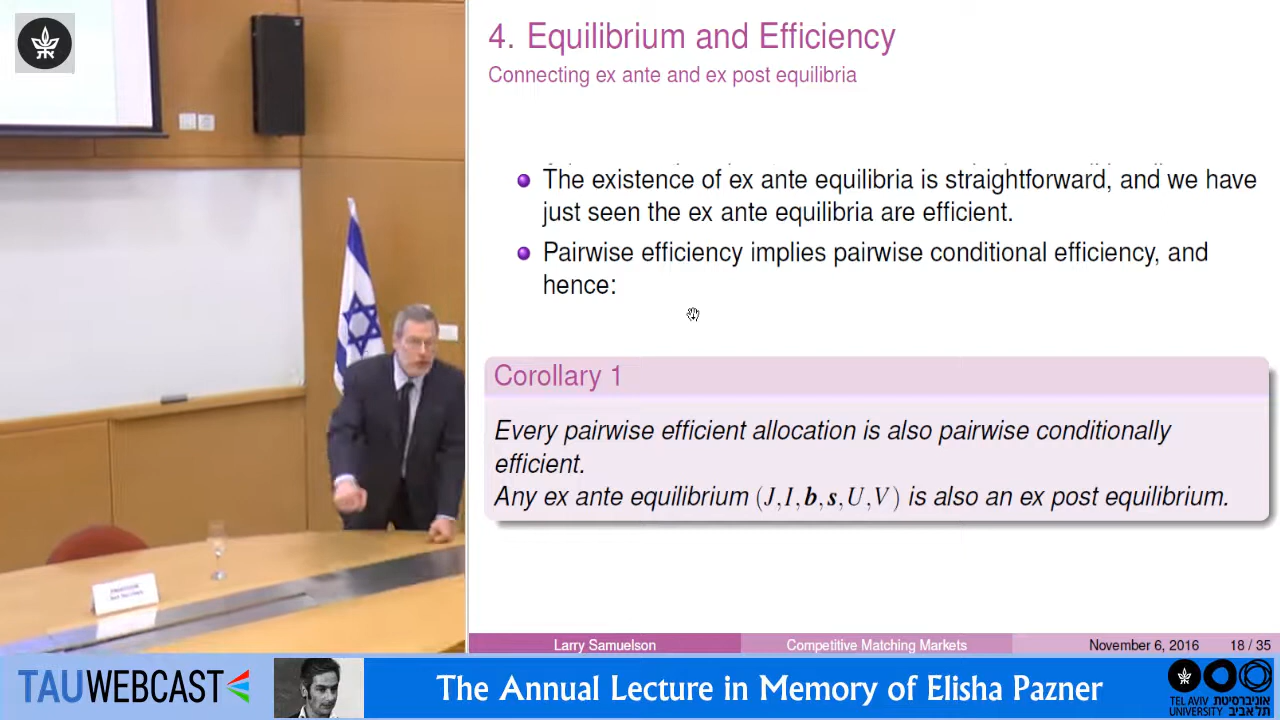 4. Equilibrium and Efficiency
Connecting ex ante and ex post equilibria
The existence of ex ante equilibria is straightforward, and we have
just seen the ex ante equilibria are efficient.
Pairwise efficiency implies pairwise conditional efficiency, and
hence:
Corollary 1
Every pairwise efficient allocation is also pairwise conditionally
efficient.
Any ex ante equilibrium (J, I, b, s, U, V) is also an ex post equilibrium.
Larry Samuelson
Competitive Matching Markets
November 6, 2016
18 / 35
TAUWEBCAST
The Annual Lecture in Memory of Elisha Pazner
TEL AVIV אוניברסיטת
UNIVERSITY תל אביב